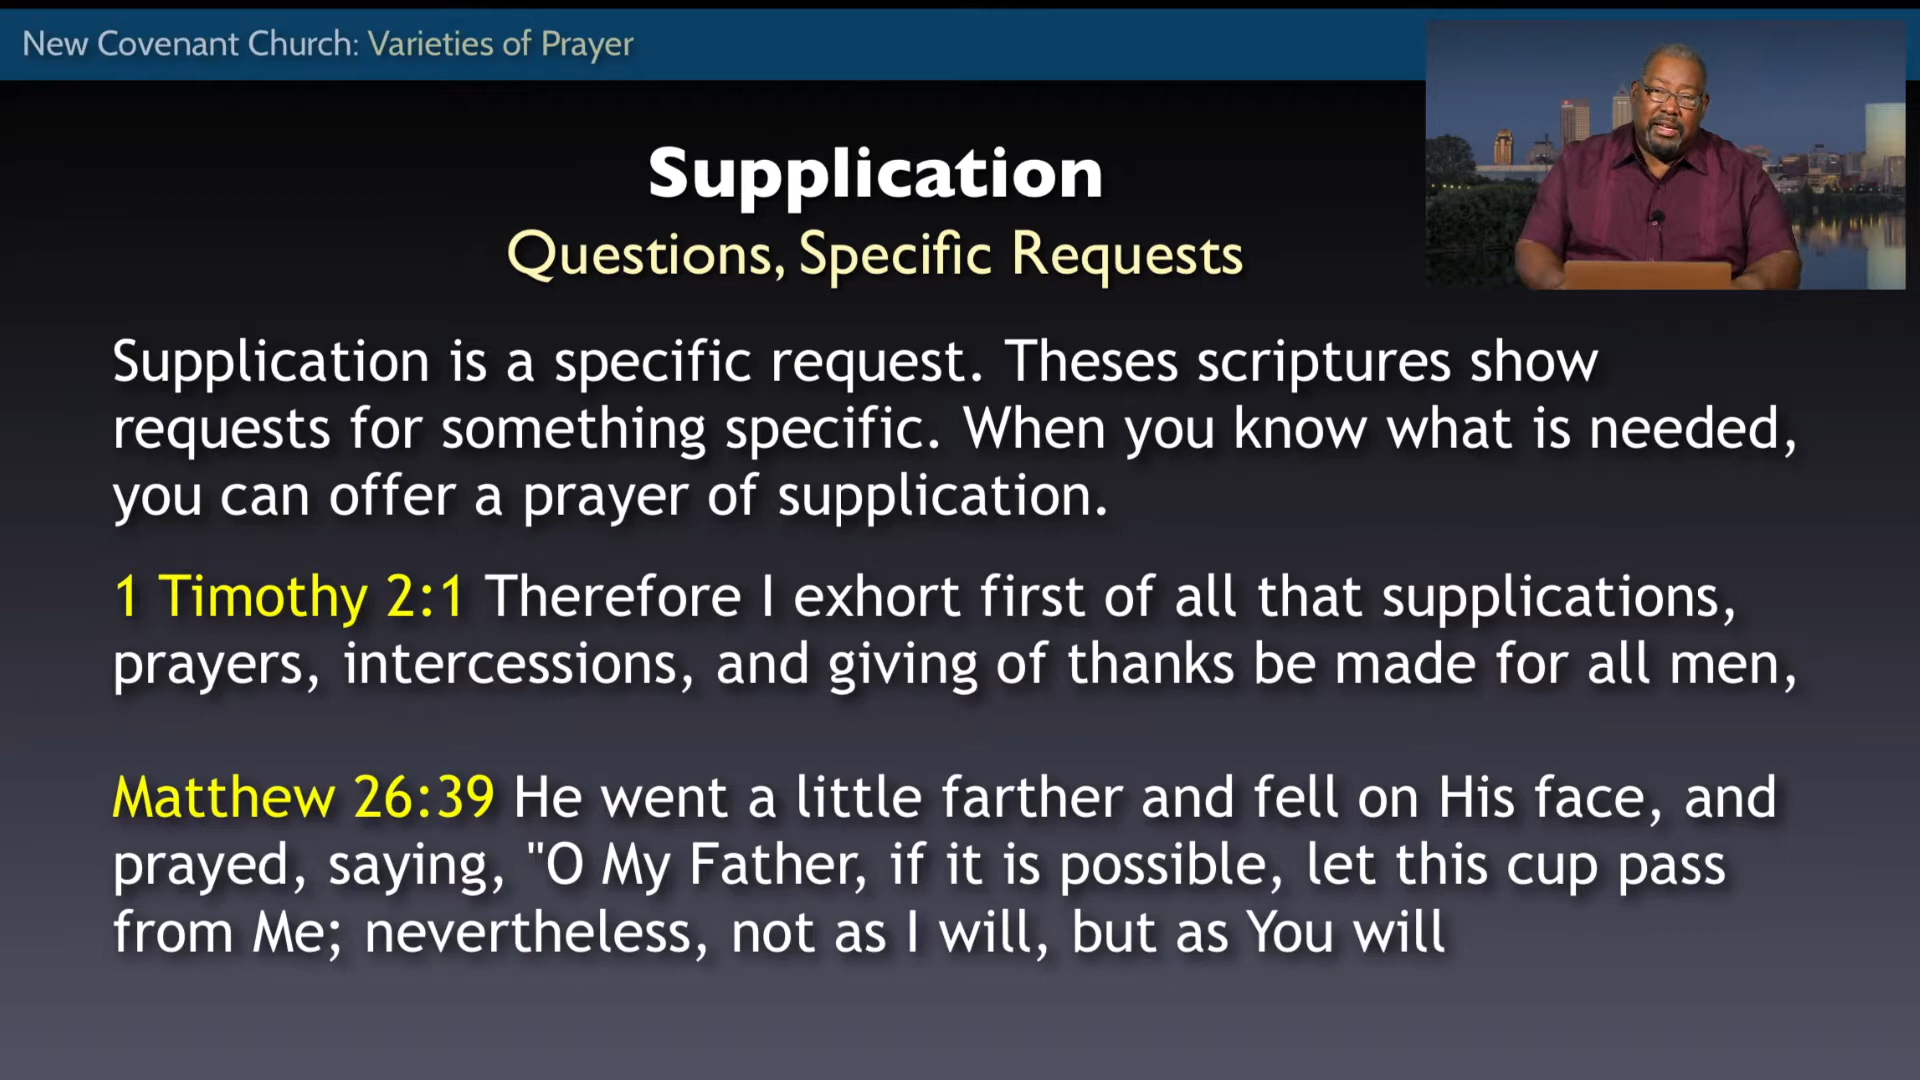 New Covenant Church: Varieties of Prayer
Supplication
Questions, Specific Requests
Supplication is a specific request. Theses scriptures show
requests for something specific. When you know what is needed,
you can offer a prayer of supplication.
1 Timothy 2:1 Therefore I exhort first of all that supplications,
prayers, intercessions, and giving of thanks be made for all men,
Matthew 26:39 He went a little farther and fell on His face, and
prayed, saying, "O My Father, if it is possible, let this cup pass
from Me; nevertheless, not as I will, but as You will